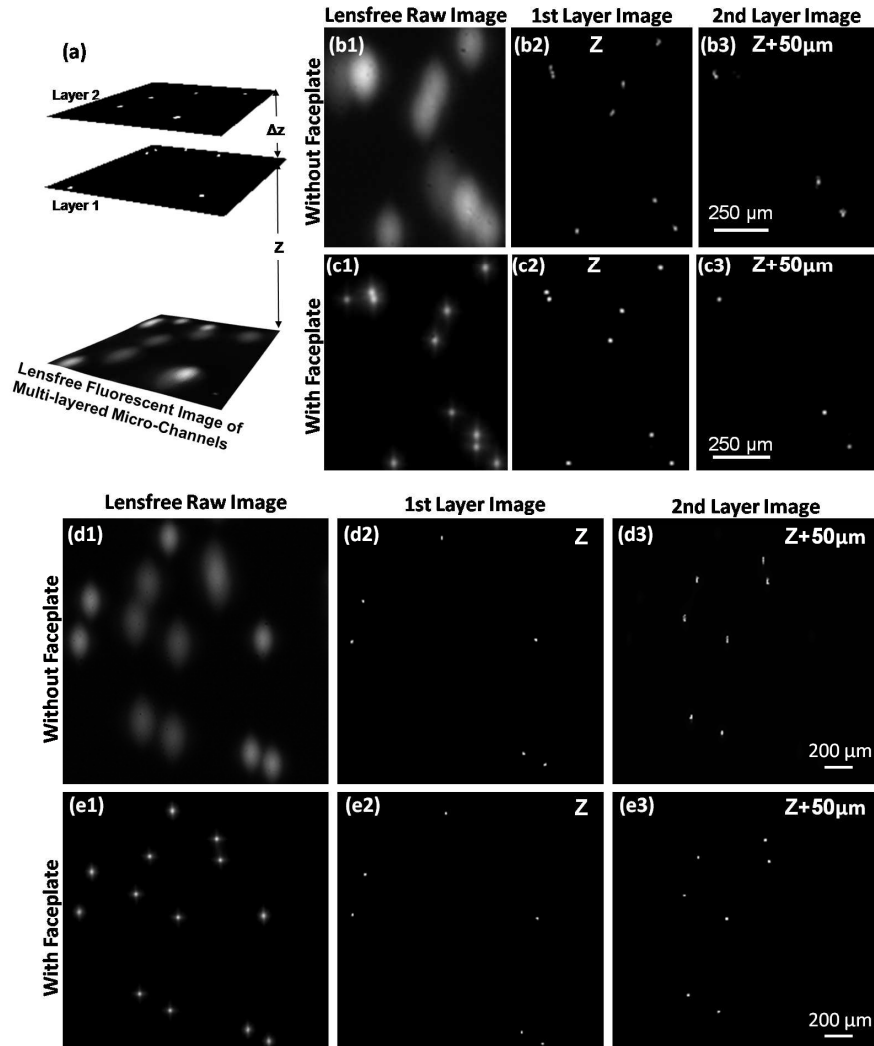 (a)
Layer 2
Δz
Layer 1
Z
Lensfree Fluorescent Image of
Multi-layered Micro-Channels
Lensfree Raw Image
1st Layer Image
2nd Layer Image
Without Faceplate
(b1)
(b2)
Z
(b3)
Z+50μm
250 μm
With Faceplate
(c1)
(c2)
Z
(c3)
Z+50μm
250 μm
Lensfree Raw Image
1st Layer Image
2nd Layer Image
Without Faceplate
(d1)
(d2)
Z
(d3)
Z+50μm
200 μm
With Faceplate
(e1)
(e2)
Z
(e3)
Z+50μm
200 μm